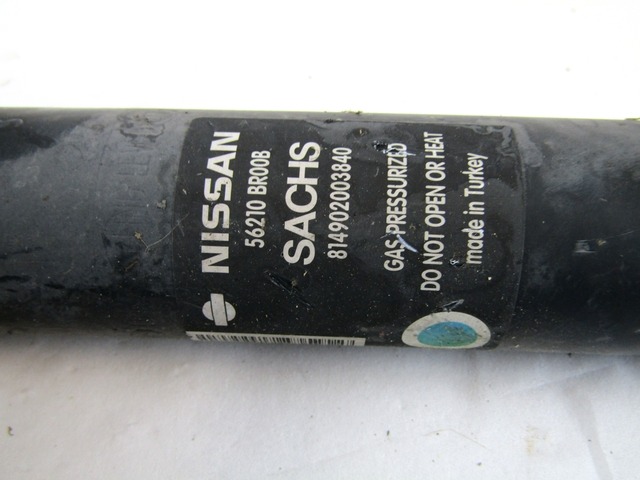 NISSAN
56210 BR00B
SACHS
814902003840
GAS-PRESSURIZED
DO NOT OPEN OR HEAT
made in Turkey